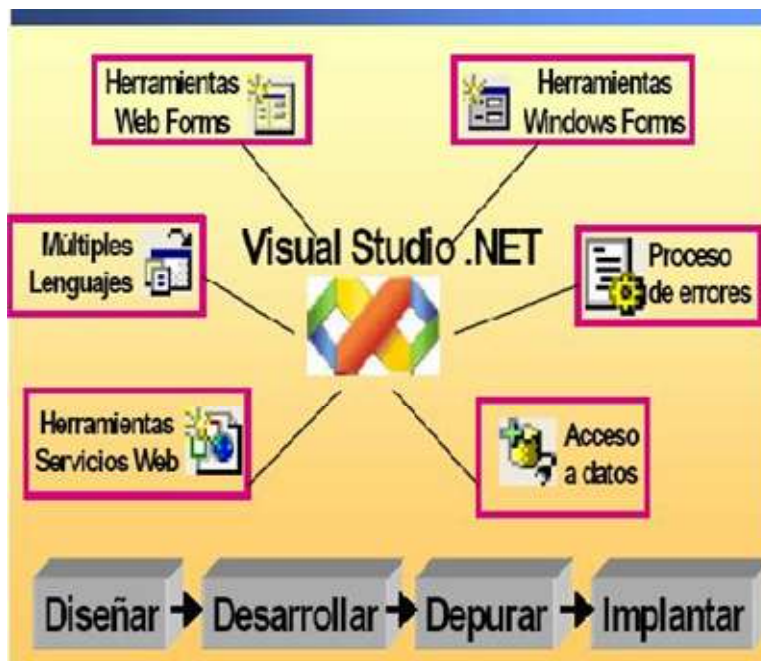 Herramientas
Web Forms
Herramientas
Windows Forms
Múltiples
Lenguajes
Visual Studio .NET
Proceso
de errores
Herramientas
Servicios Web
Acceso
a datos
Diseñar
Desarrollar
Depurar
Implantar